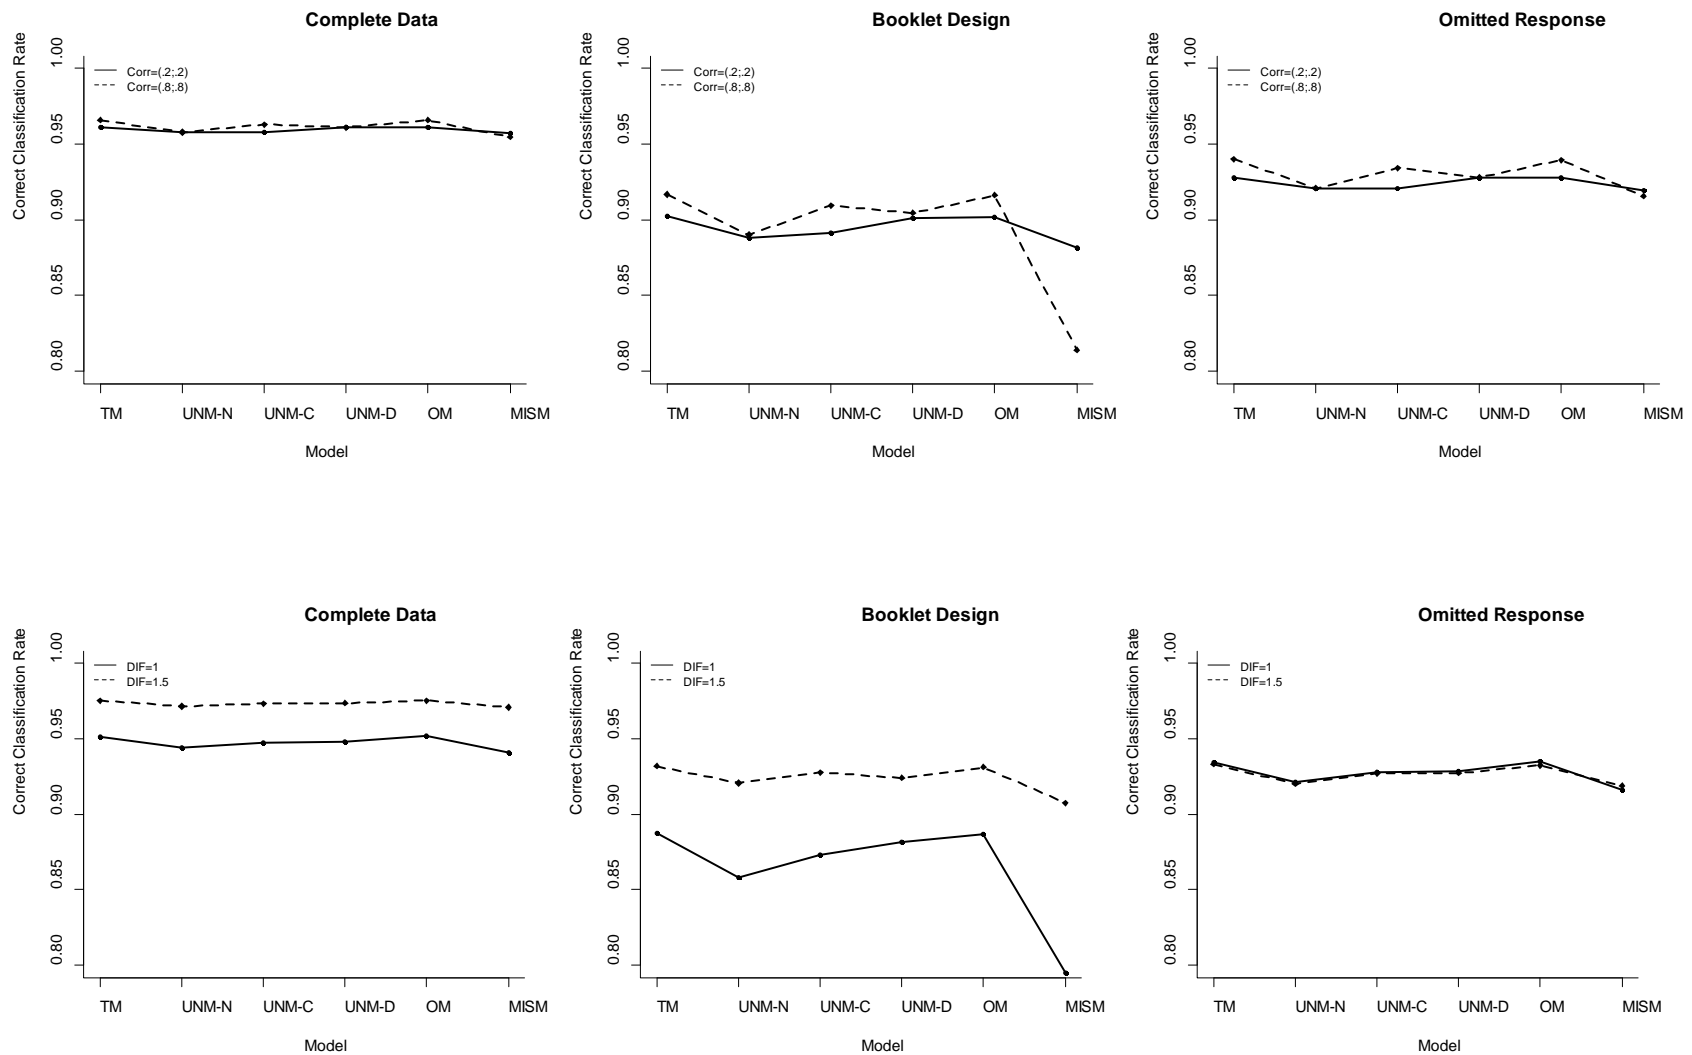 Complete Data
Correct Classification Rate
1.00
0.95
0.90
0.85
0.80
Corr=(.2;.2)
Corr=(.8;.8)
TM UNM-N UNM-C UNM-D OM MISM
Model
Booklet Design
Correct Classification Rate
1.00
0.95
0.90
0.85
0.80
Corr=(.2;.2)
Corr=(.8;.8)
TM UNM-N UNM-C UNM-D OM MISM
Model
Omitted Response
Correct Classification Rate
1.00
0.95
0.90
0.85
0.80
Corr=(.2;.2)
Corr=(.8;.8)
TM UNM-N UNM-C UNM-D OM MISM
Model
Complete Data
Correct Classification Rate
1.00
0.95
0.90
0.85
0.80
DIF=1
DIF=1.5
TM UNM-N UNM-C UNM-D OM MISM
Model
Booklet Design
Correct Classification Rate
1.00
0.95
0.90
0.85
0.80
DIF=1
DIF=1.5
TM UNM-N UNM-C UNM-D OM MISM
Model
Omitted Response
Correct Classification Rate
1.00
0.95
0.90
0.85
0.80
DIF=1
DIF=1.5
TM UNM-N UNM-C UNM-D OM MISM
Model